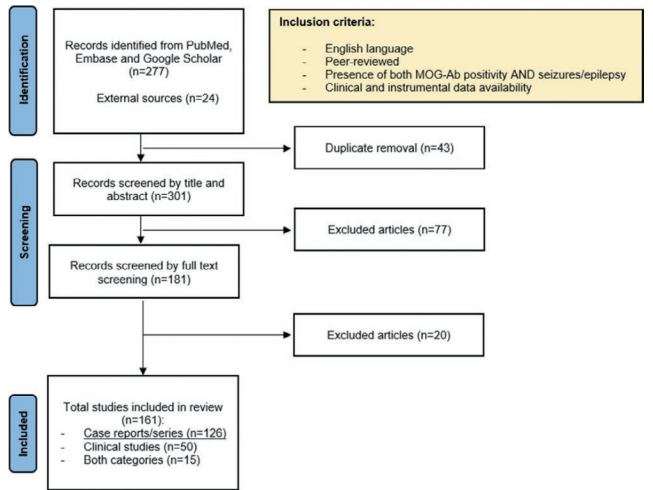 Identification
Records identified from PubMed,
Embase and Google Scholar
(n=277)
External sources (n=24)
Inclusion criteria:
- English language
- Peer-reviewed
- Presence of both MOG-Ab positivity AND seizures/epilepsy
- Clinical and instrumental data availability
Duplicate removal (n=43)
Screening
Records screened by title and
abstract (n=301)
Excluded articles (n=77)
Records screened by full text
screening (n=181)
Excluded articles (n=20)
Included
Total studies included in review
(n=161):
- Case reports/series (n=126)
- Clinical studies (n=50)
- Both categories (n=15)